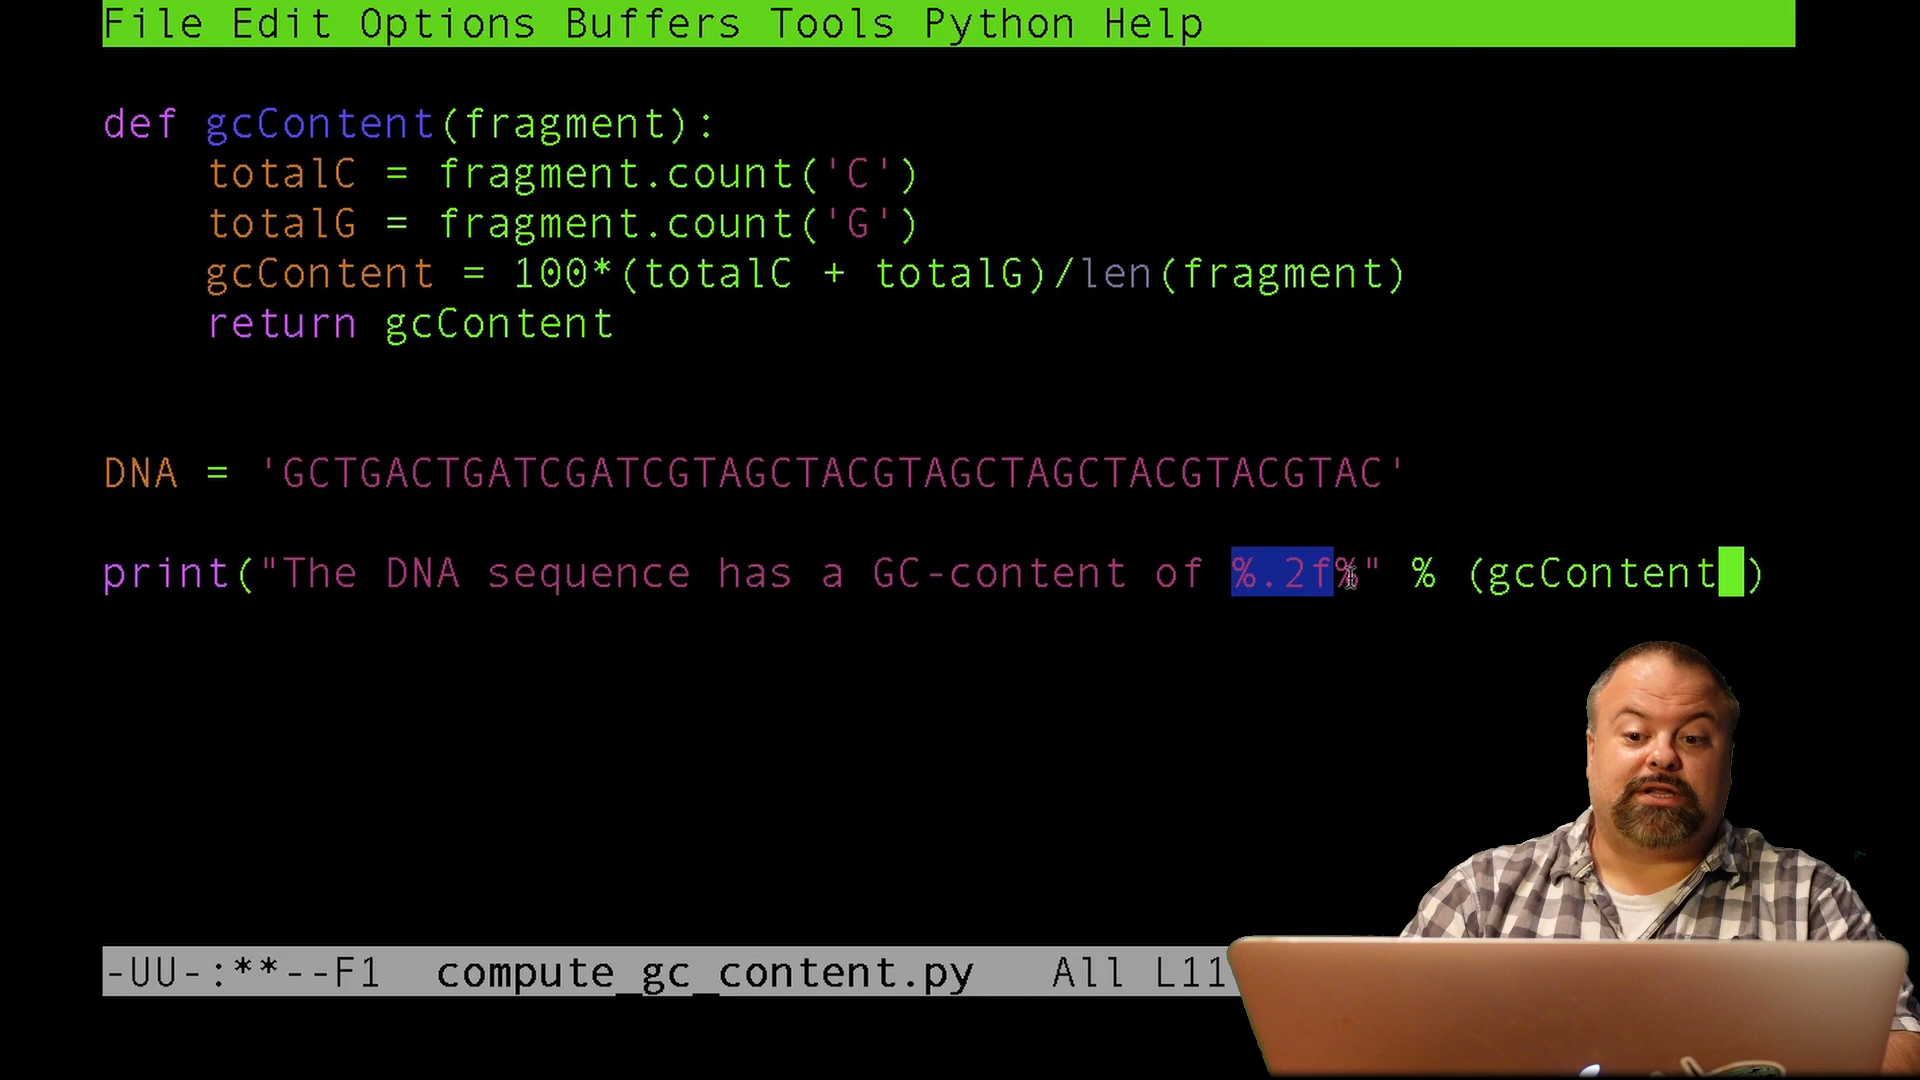 File Edit Options Buffers Tools Python Help
def gcContent(fragment):
totalC = fragment.count('C')
totalG = fragment.count('G')
gcContent = 100*(totalC + totalG)/len(fragment)
return gcContent
DNA = 'GCTGACTGATCGATCGTAGCTACGTAGCTAGCTACGTACGTAC'
print("The DNA sequence has a GC-content of %.2f%" % (gcContent )
-UU-:**--F1 compute_gc_content.py All L11